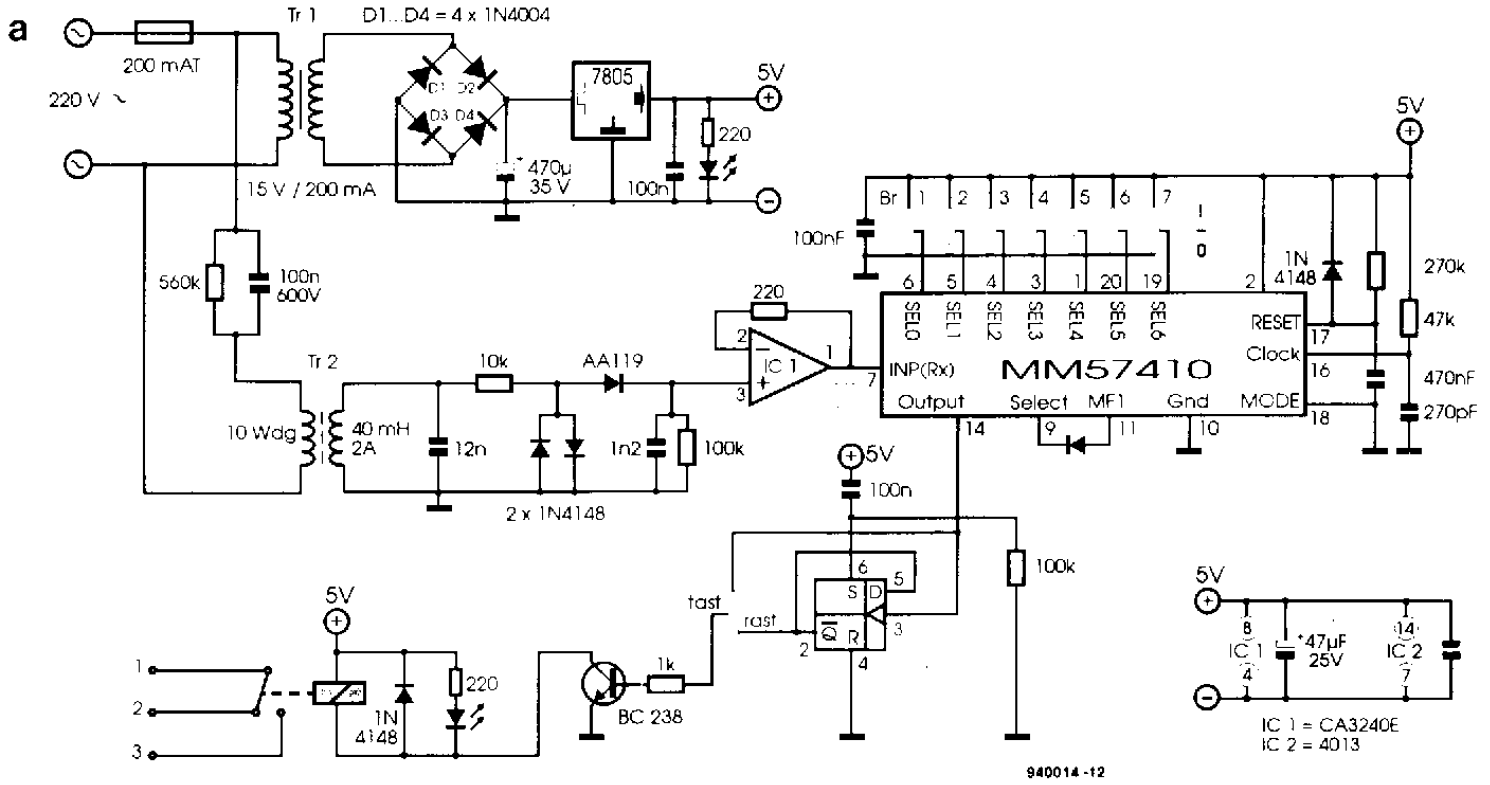 a
Tr 1
D1...D4 = 4 x 1N4004
200 mAT
220 V ~
15 V / 200 mA
D1 D2
D3 D4
7805
5V
+
470µ
35 V
100n
220
−
560k
100n
600V
Tr 2
10 Wdg
40 mH
2A
12n
10k
AA119
2 x 1N4148
1n2
100k
220
2
3
1
IC 1
7
5V
Br 1 2 3 4 5 6 7
1
0
100nF
6 5 4 3 1 20 19 2
SEL0 SEL1 SEL2 SEL3 SEL4 SEL5 SEL6
1N
4148
270k
47k
RESET
17
Clock
16
MODE
18
470nF
270pF
INP(Rx)
MM57410
Output
Select
MF1
Gnd
14
9
11
10
5V
100n
100k
6
5
S D
Q R
3
2
4
tast
rast
5V
1
2
3
1N
4148
220
BC 238
1k
5V
+
8
IC 1
4
47µF
25V
14
IC 2
7
−
IC 1 = CA3240E
IC 2 = 4013
940014 - 12